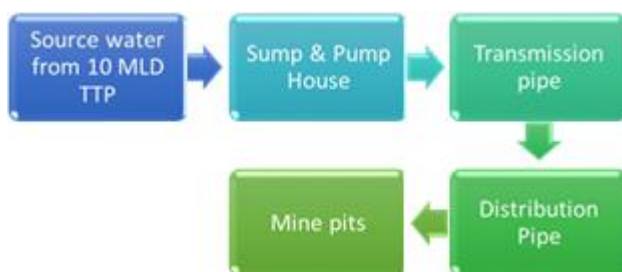 Source water
from 10 MLD
TTP
Sump & Pump
House
Transmission
pipe
Distribution
Pipe
Mine pits